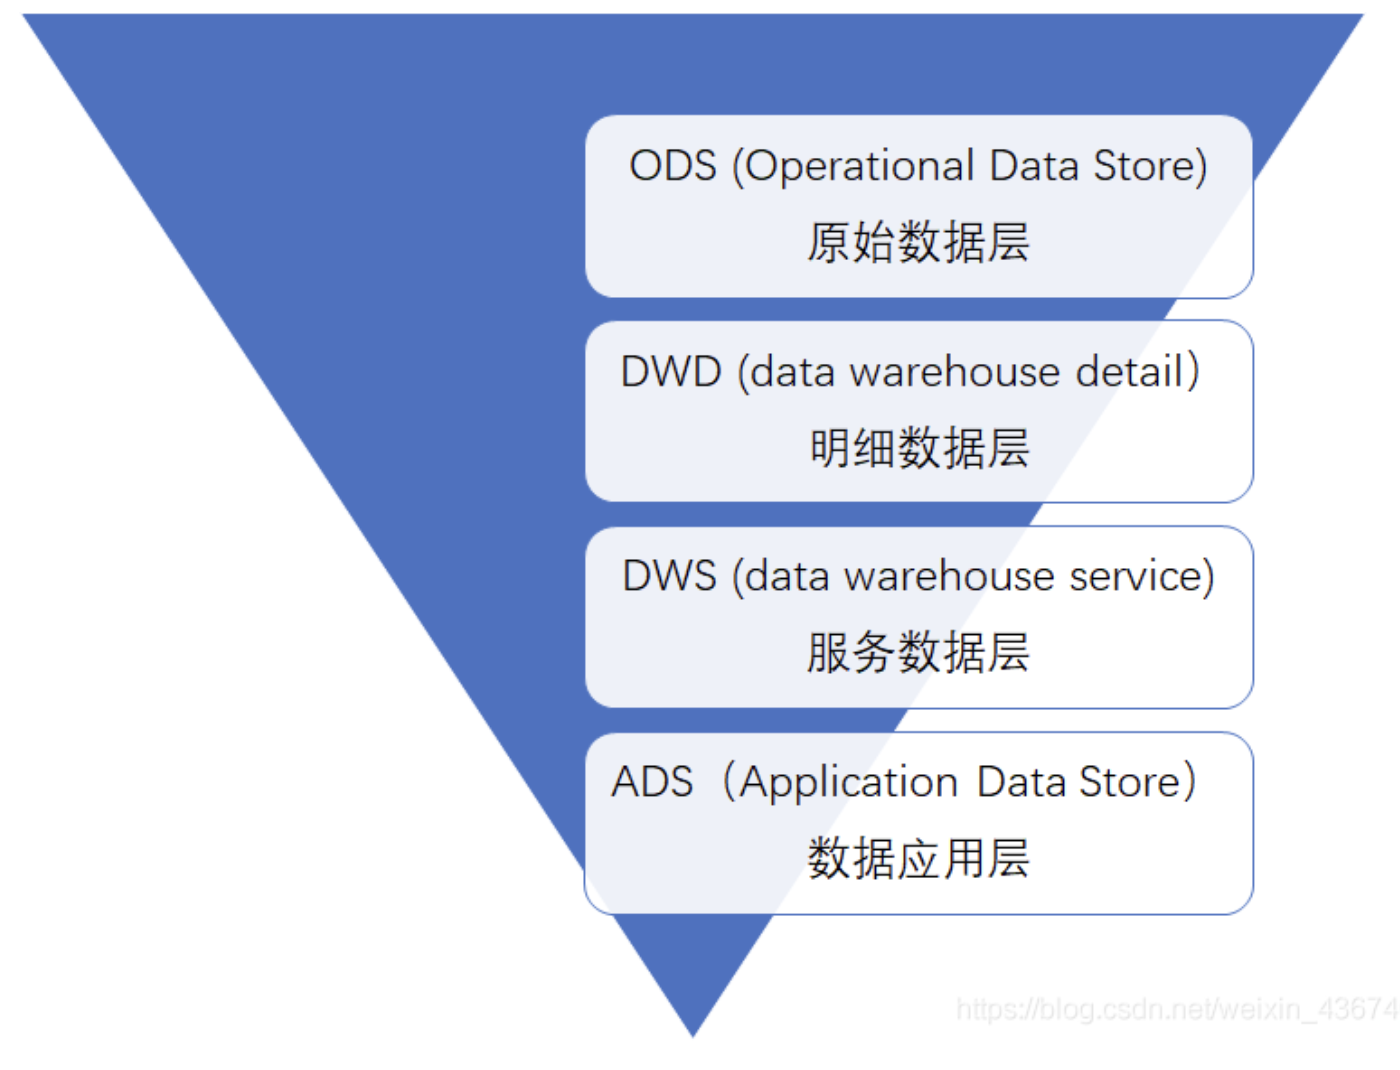 ODS (Operational Data Store)
原始数据层
DWD (data warehouse detail）
明细数据层
DWS (data warehouse service)
服务数据层
ADS（Application Data Store）
数据应用层
https://blog.csdn.net/weixin_43674